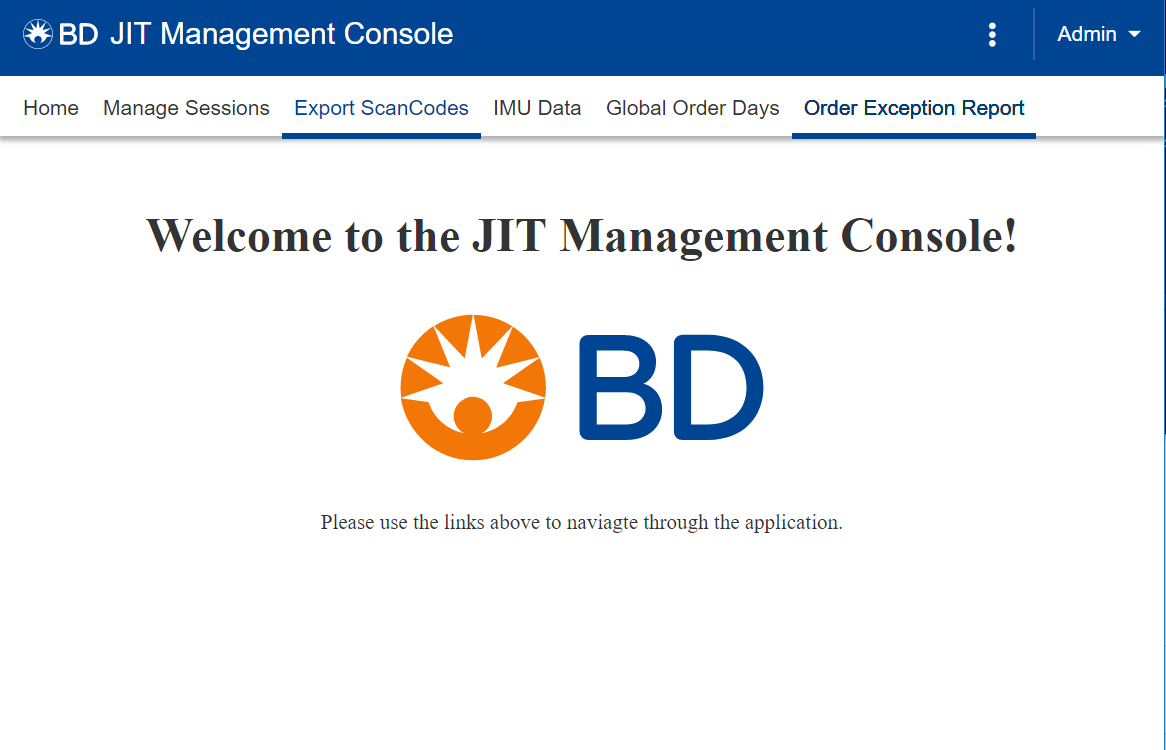 BD JIT Management Console
Admin
Home Manage Sessions Export ScanCodes IMU Data Global Order Days Order Exception Report
Welcome to the JIT Management Console!
BD
Please use the links above to naviagte through the application.